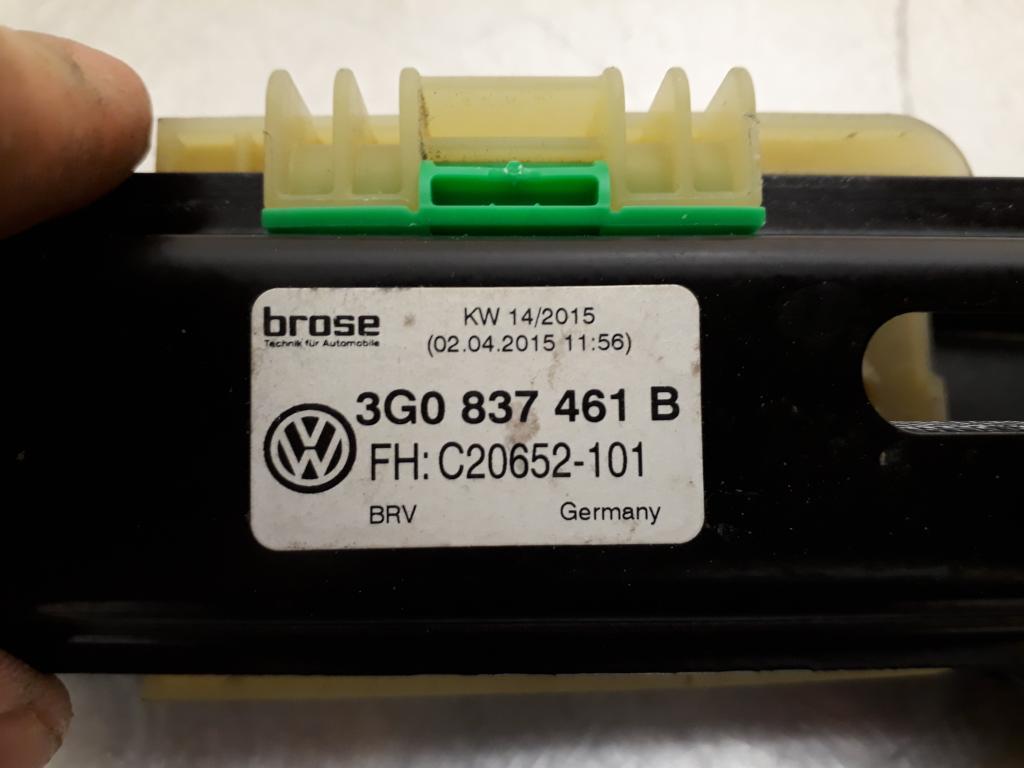 brose
Technik für Automobile
KW 14/2015
(02.04.2015 11:56)
3G0 837 461 B
FH: C20652-101
BRV Germany